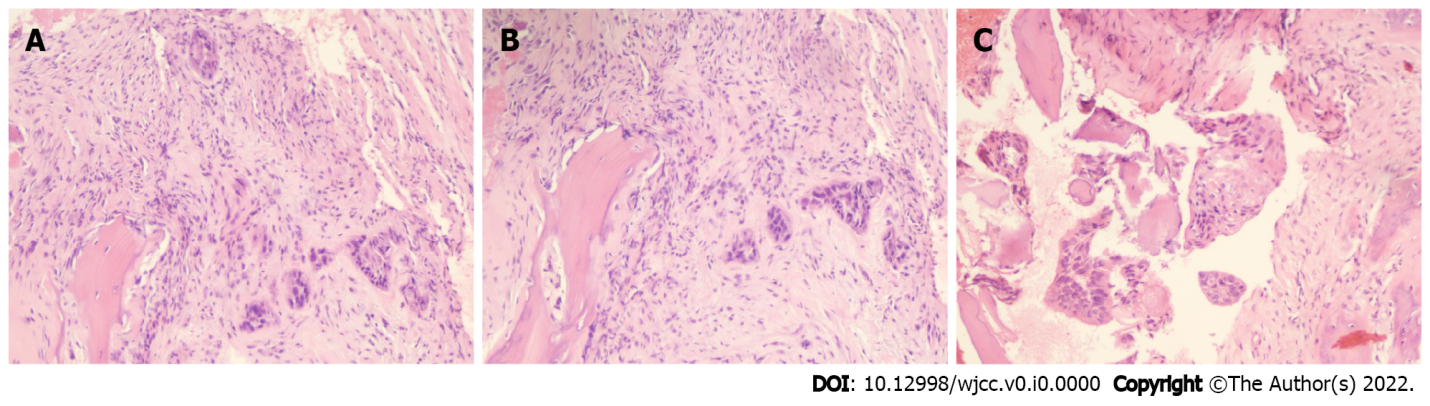 A
B
C
DOI: 10.12998/wjcc.v0.i0.0000 Copyright ©The Author(s) 2022.